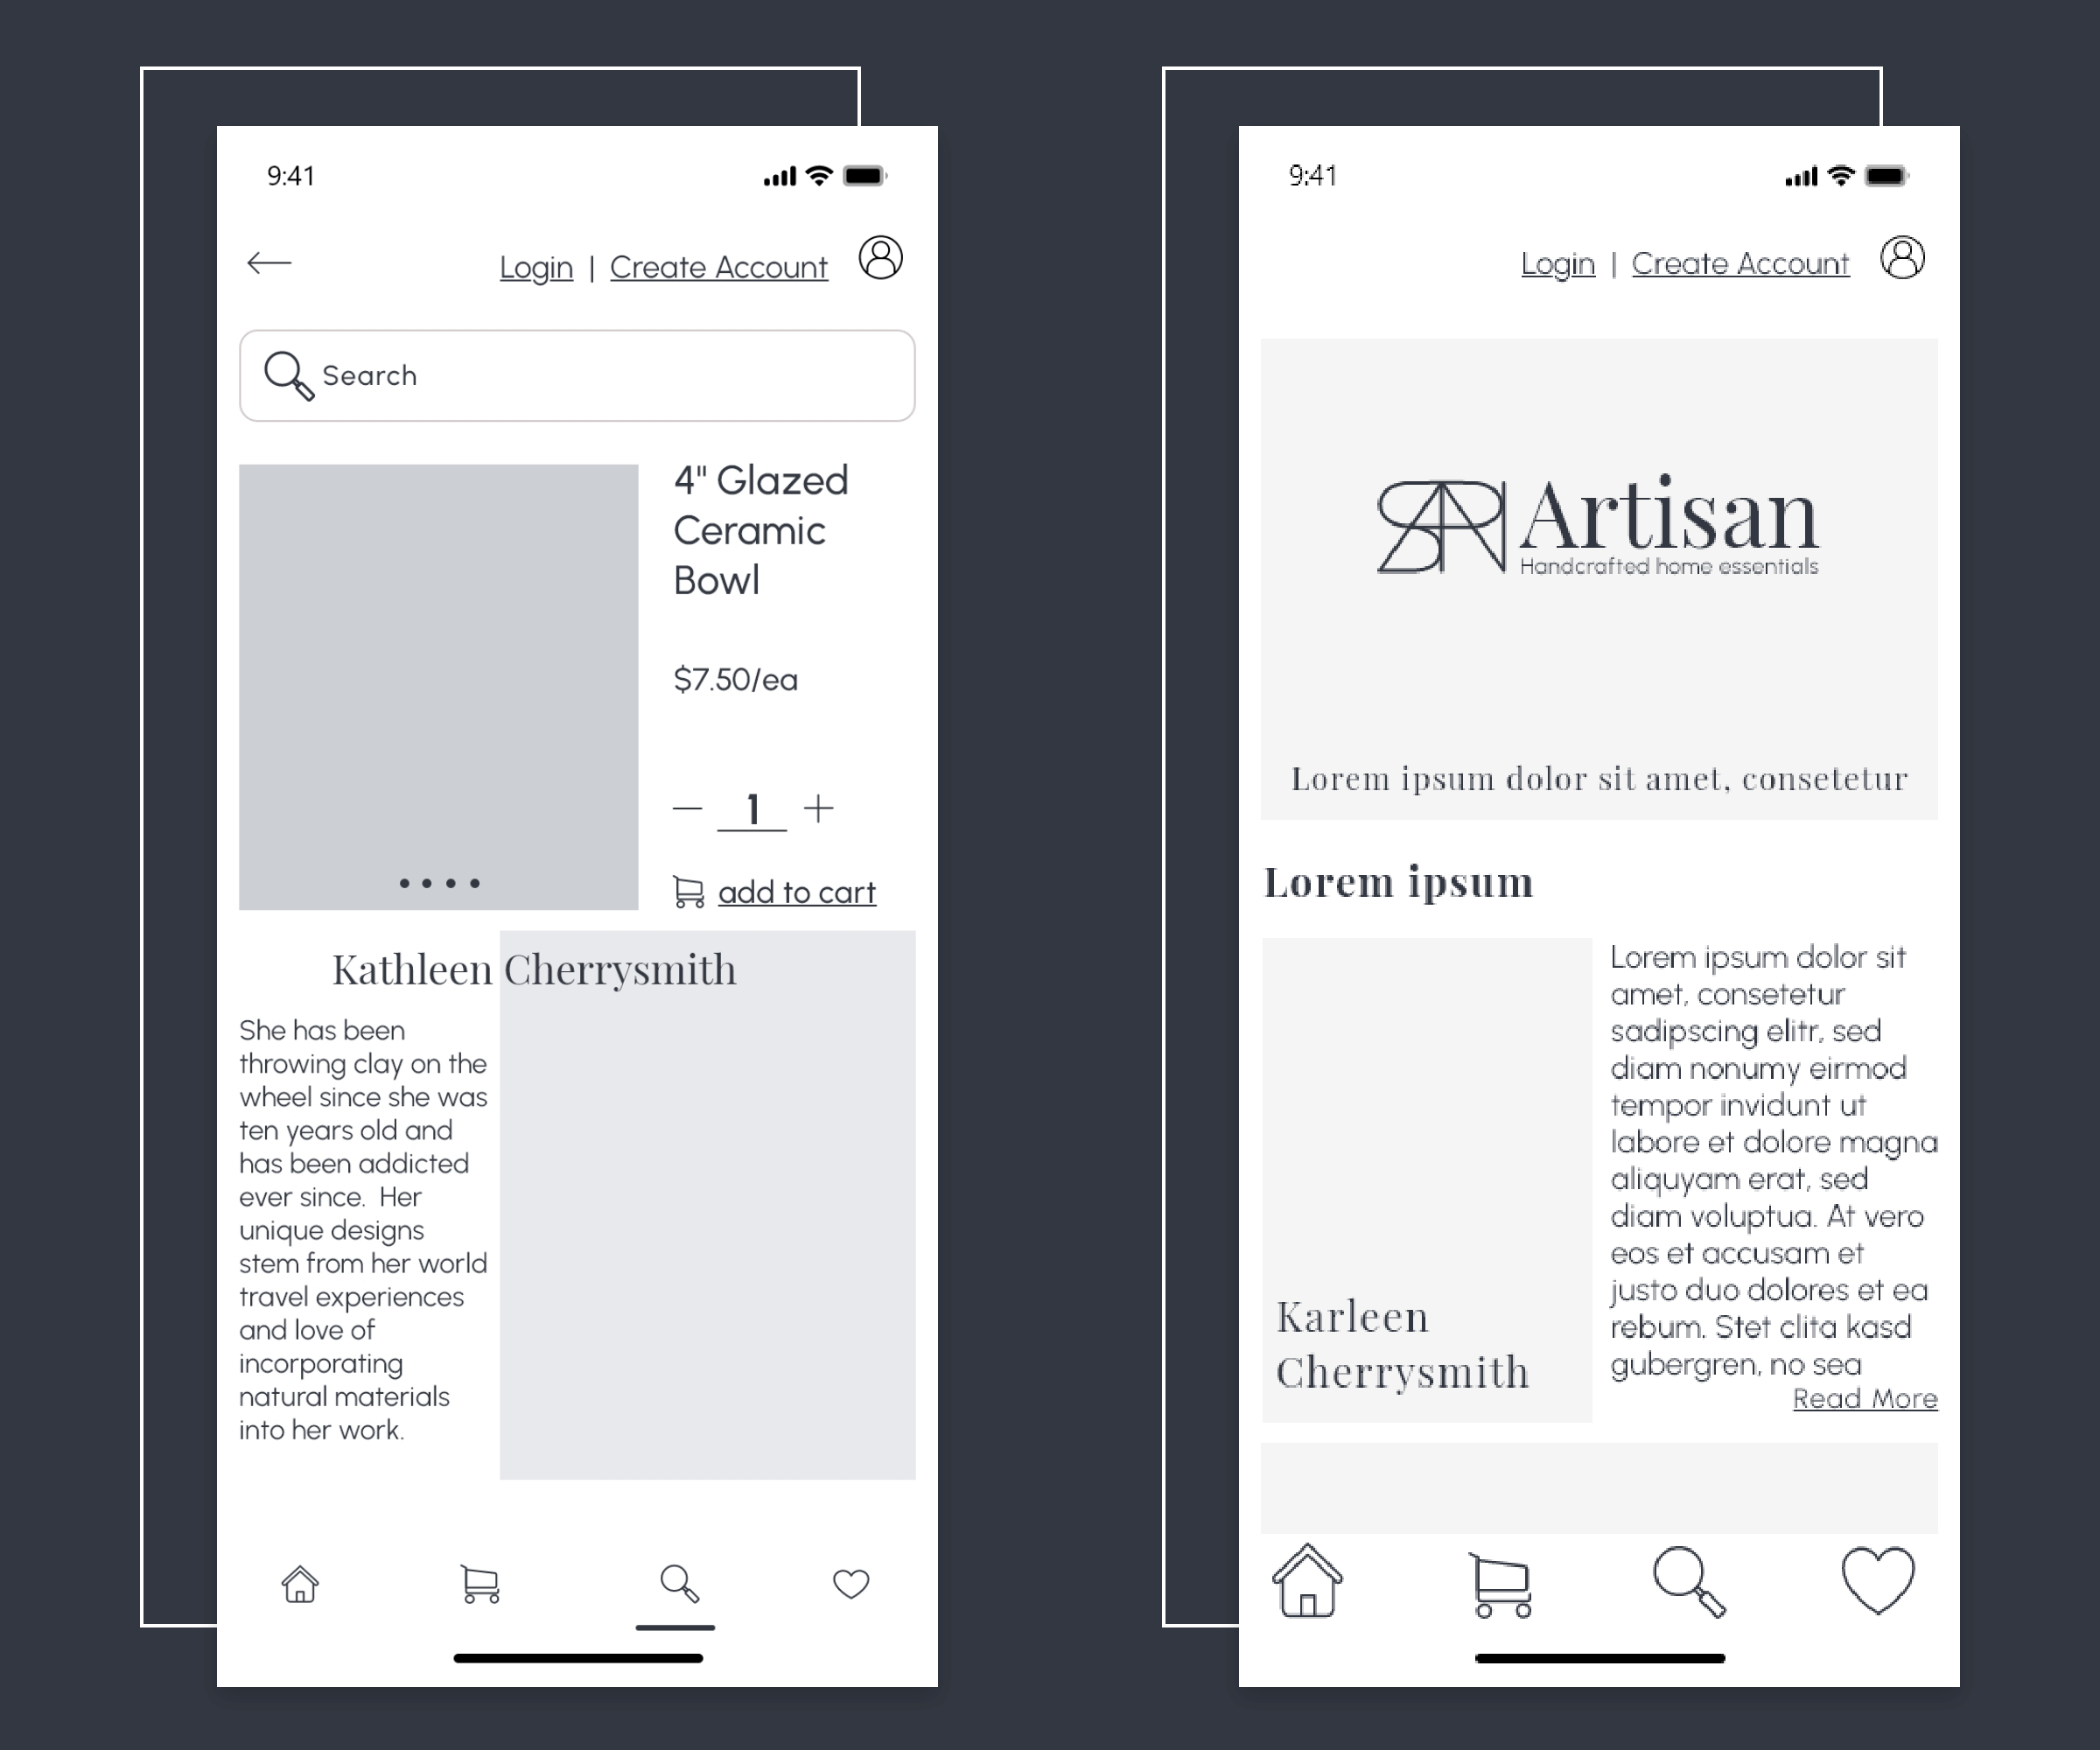 9:41
Login | Create Account
Search
4" Glazed
Ceramic
Bowl
$7.50/ea
— 1 +
add to cart
Kathleen Cherrysmith
She has been
throwing clay on the
wheel since she was
ten years old and
has been addicted
ever since.  Her
unique designs
stem from her world
travel experiences
and love of
incorporating
natural materials
into her work.
9:41
Login | Create Account
Artisan
Handcrafted home essentials
Lorem ipsum dolor sit amet, consetetur
Lorem ipsum
Karleen
Cherrysmith
Lorem ipsum dolor sit
amet, consetetur
sadipscing elitr, sed
diam nonumy eirmod
tempor invidunt ut
labore et dolore magna
aliquyam erat, sed
diam voluptua. At vero
eos et accusam et
justo duo dolores et ea
rebum. Stet clita kasd
gubergren, no sea
Read More